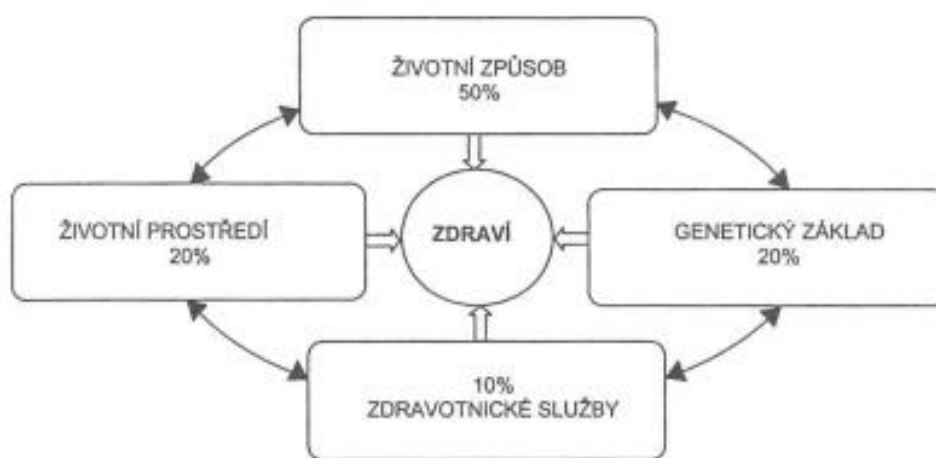 ŽIVOTNÍ ZPŮSOB
50%
ŽIVOTNÍ PROSTŘEDÍ
20%
ZDRAVÍ
GENETICKÝ ZÁKLAD
20%
10%
ZDRAVOTNICKÉ SLUŽBY